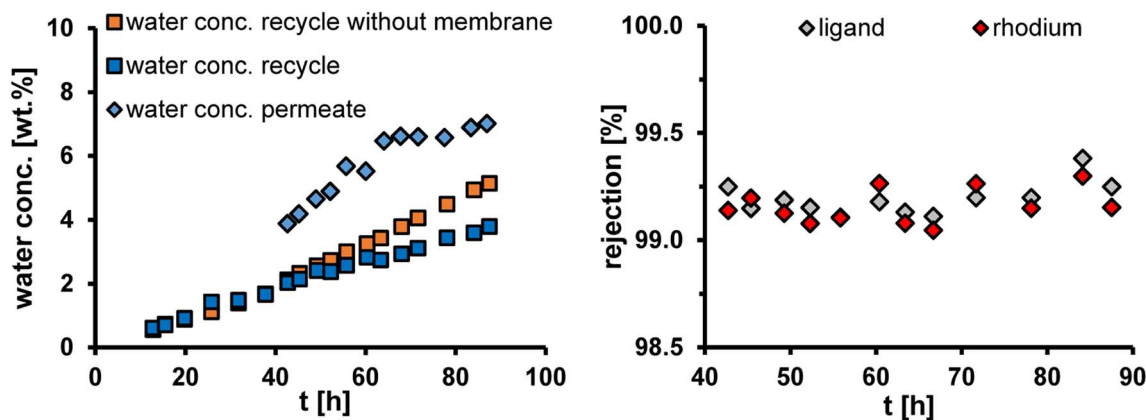 water conc. [wt.%]
10
8
6
4
2
0
water conc. recycle without membrane
water conc. recycle
water conc. permeate
0 20 40 60 80 100
t [h]
rejection [%]
100.0
99.5
99.0
98.5
ligand rhodium
40 50 60 70 80 90
t [h]